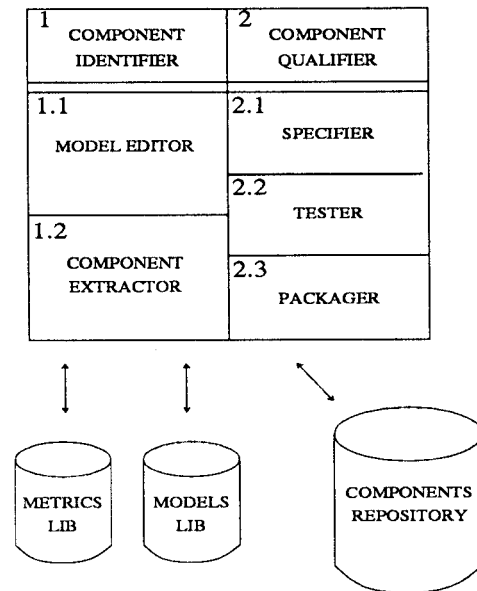 1
COMPONENT
IDENTIFIER
2
COMPONENT
QUALIFIER
1.1
MODEL EDITOR
1.2
COMPONENT
EXTRACTOR
2.1
SPECIFIER
2.2
TESTER
2.3
PACKAGER
METRICS
LIB
MODELS
LIB
COMPONENTS
REPOSITORY